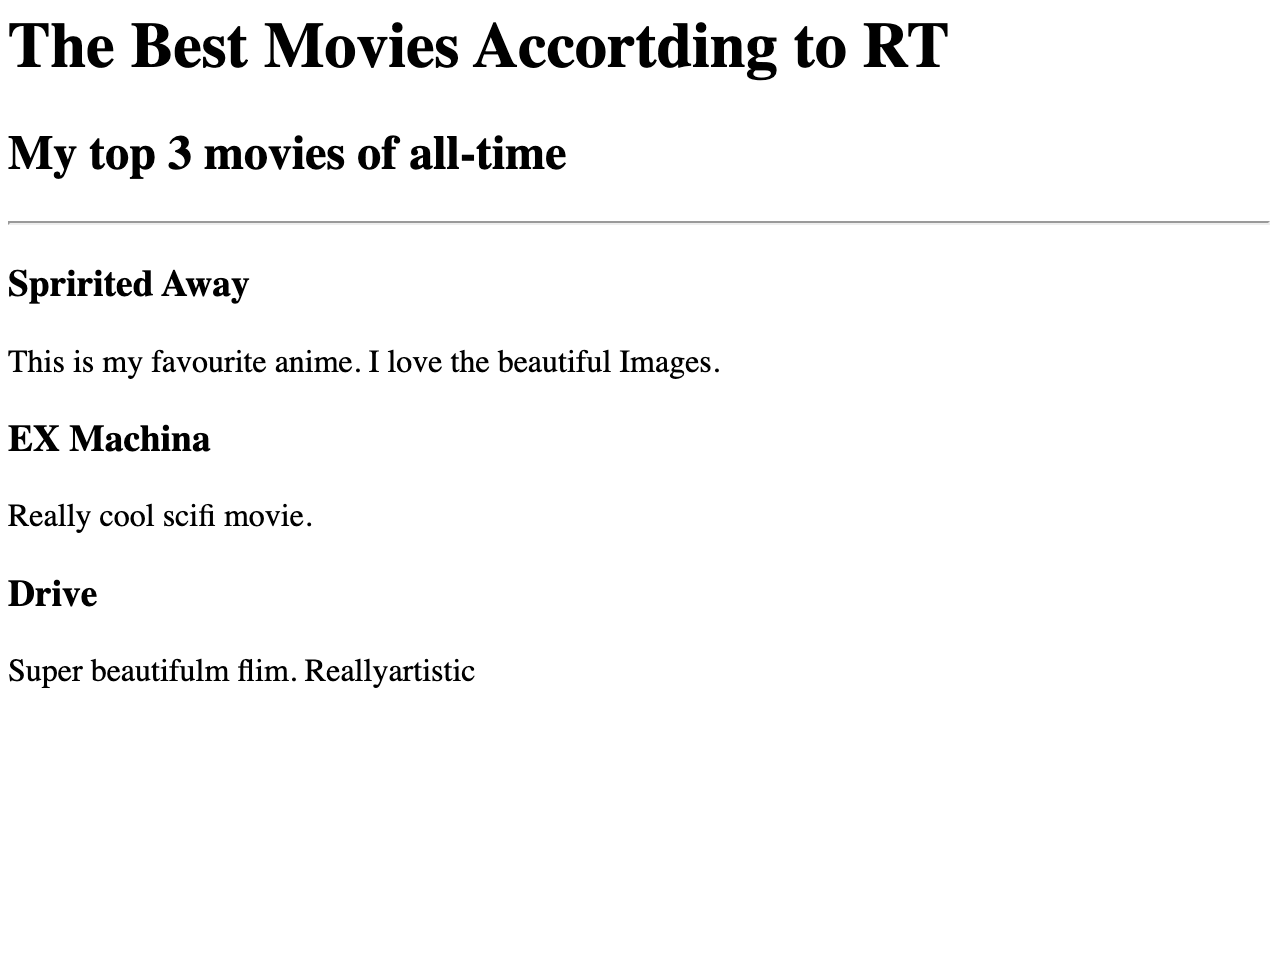 The Best Movies Accortding to RT
My top 3 movies of all-time
Spririted Away
This is my favourite anime. I love the beautiful Images.
EX Machina
Really cool scifi movie.
Drive
Super beautifulm flim. Reallyartistic